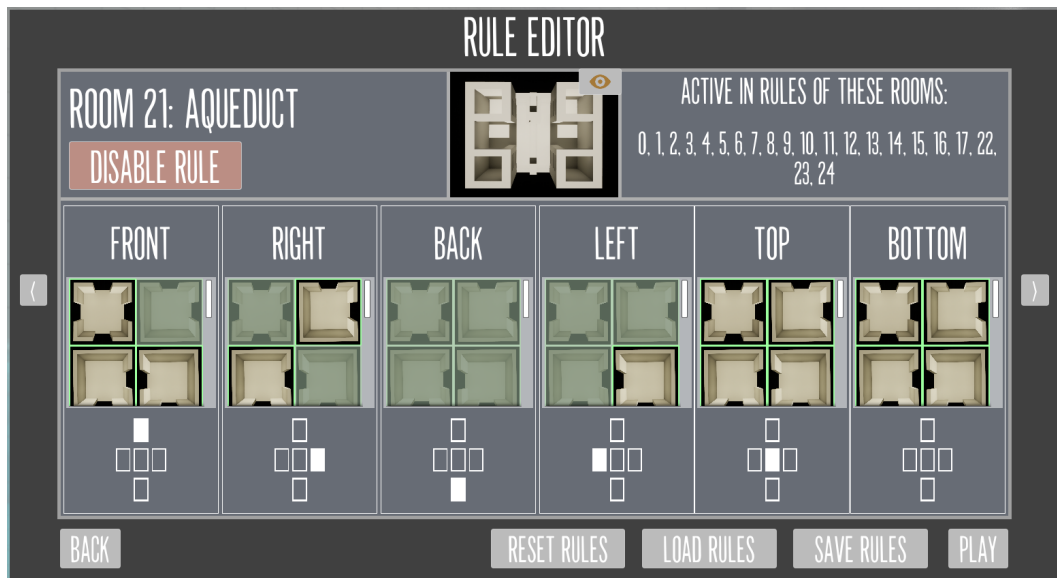 RULE EDITOR
ROOM 21: AQUEDUCT
DISABLE RULE
ACTIVE IN RULES OF THESE ROOMS:
0, 1, 2, 3, 4, 5, 6, 7, 8, 9, 10, 11, 12, 13, 14, 15, 16, 17, 22,
23, 24
FRONT
RIGHT
BACK
LEFT
TOP
BOTTOM
BACK
RESET RULES
LOAD RULES
SAVE RULES
PLAY